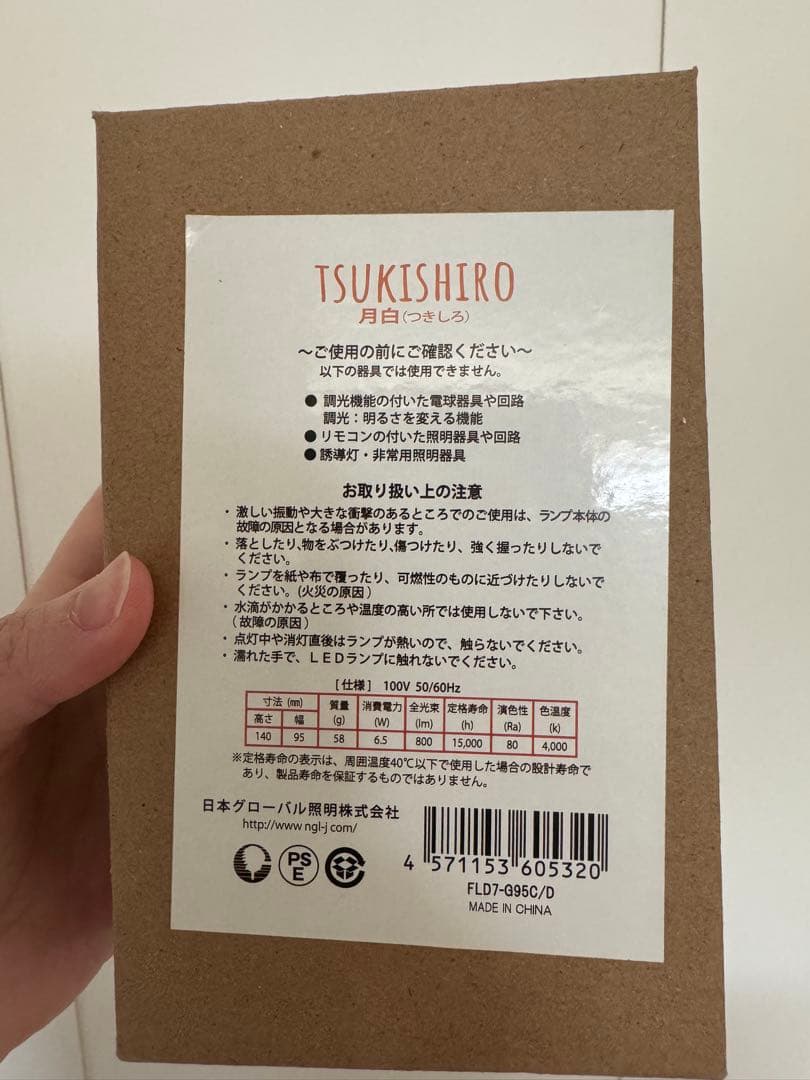 TSUKISHIRO
月白(つきしろ)
～ご使用の前にご確認ください～
以下の器具では使用できません。
● 調光機能の付いた電球器具や回路
調光：明るさを変える機能
● リモコンの付いた照明器具や回路
● 誘導灯・非常用照明器具
お取り扱い上の注意
・激しい振動や大きな衝撃のあるところでのご使用は、ランプ本体の
故障の原因となる場合があります。
・落としたり,物をぶつけたり,傷つけたり、強く握ったりしないで
ください。
・ランプを紙や布で覆ったり、可燃性のものに近づけたりしないで
ください。(火災の原因)
・水滴がかかるところや温度の高い所では使用しないで下さい。
(故障の原因)
・点灯中や消灯直後はランプが熱いので、触らないでください。
・濡れた手で、LEDランプに触れないでください。
[仕様] 100V 50/60Hz
寸法(mm) 質量 消費電力 全光束 定格寿命 演色性 色温度
高さ 幅 (g) (W) (lm) (h) (Ra) (k)
140 95 58 6.5 800 15,000 80 4,000
※定格寿命の表示は、周囲温度40℃以下で使用した場合の設計寿命で
あり、製品寿命を保証するものではありません。
日本グローバル照明株式会社
http://www ngl-j com/
PS
E
4 571153 605320
FLD7-G95C/D
MADE IN CHINA